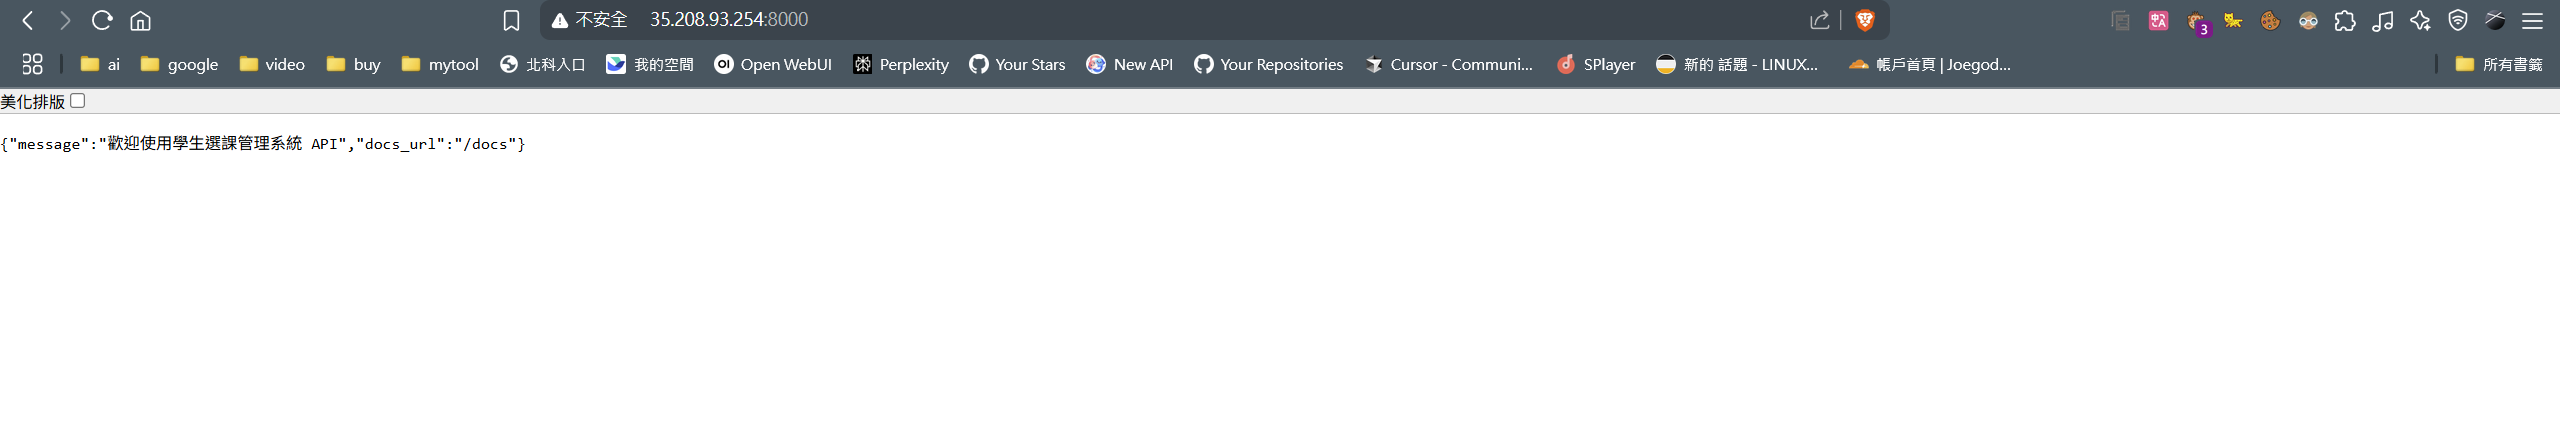 不安全 35.208.93.254:8000
3
ai google video buy mytool 北科入口 我的空間 Open WebUI Perplexity Your Stars New API Your Repositories Cursor - Communi... SPlayer 新的 話題 - LINUX... 帳戶首頁 | Joegod... 所有書籤
美化排版
{"message":"歡迎使用學生選課管理系統 API","docs_url":"/docs"}